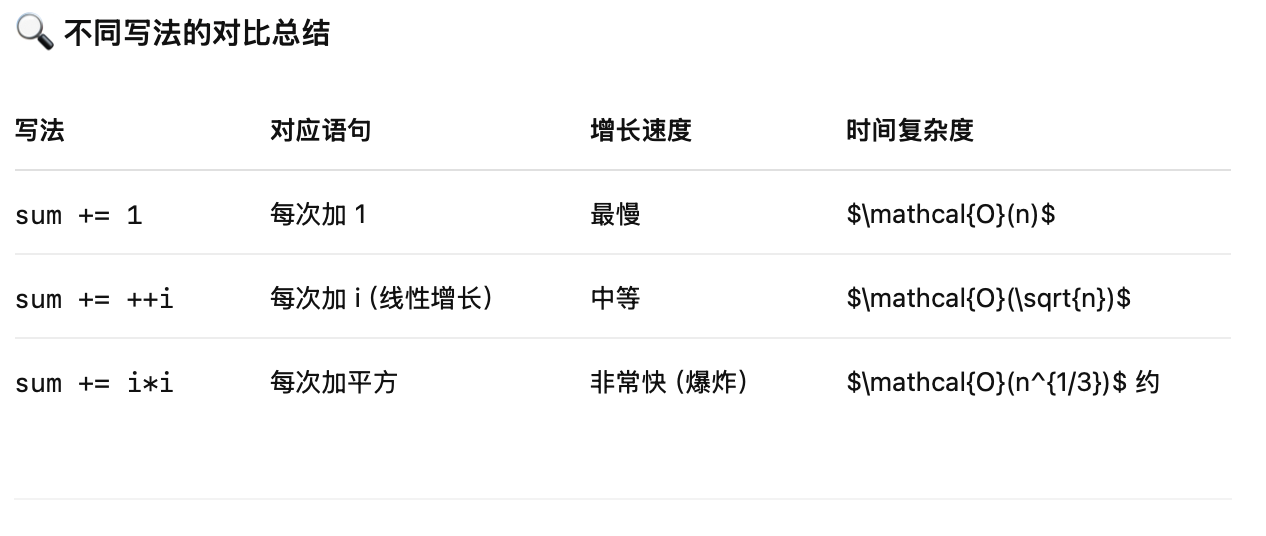 🔍 不同写法的对比总结
写法 对应语句 增长速度 时间复杂度
sum += 1 每次加 1 最慢 $\mathcal{O}(n)$
sum += ++i 每次加 i (线性增长) 中等 $\mathcal{O}(\sqrt{n})$
sum += i*i 每次加平方 非常快 (爆炸) $\mathcal{O}(n^{1/3})$ 约